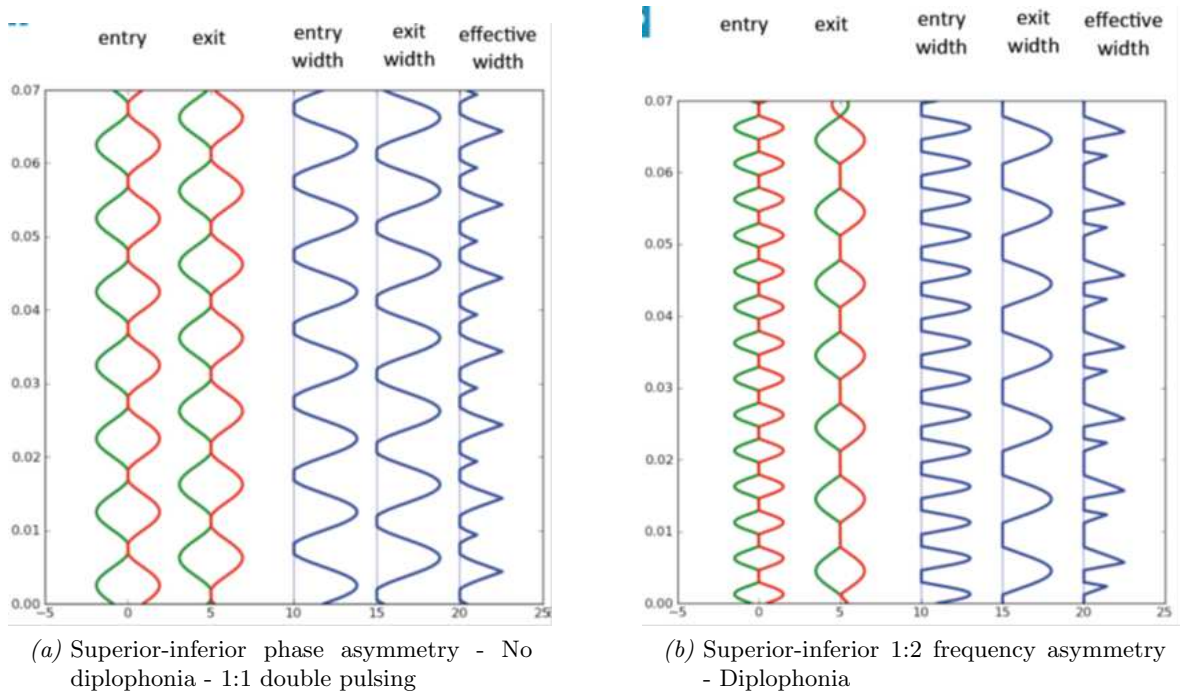 entry exit entry width exit width effective width
0.07
0.06
0.05
0.04
0.03
0.02
0.01
0.00
−5 0 5 10 15 20 25
(a) Superior-inferior phase asymmetry - No
diplophonia - 1:1 double pulsing
entry exit entry width exit width effective width
0.07
0.06
0.05
0.04
0.03
0.02
0.01
0.00
−5 0 5 10 15 20 25
(b) Superior-inferior 1:2 frequency asymmetry
- Diplophonia